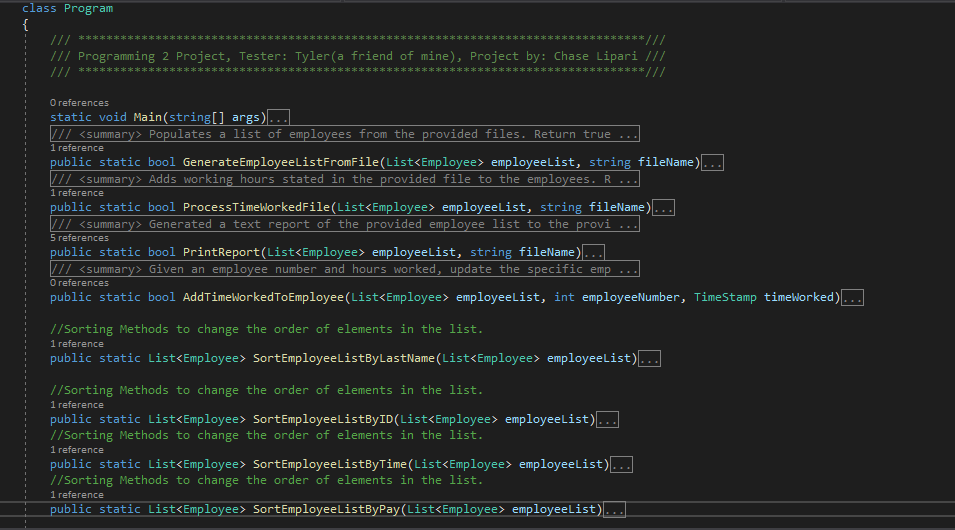 class Program
{
/// *************************************************************************///
/// Programming 2 Project, Tester: Tyler(a friend of mine), Project by: Chase Lipari ///
/// *************************************************************************///
0 references
static void Main(string[] args)...
/// <summary> Populates a list of employees from the provided files. Return true ...
1 reference
public static bool GenerateEmployeeListFromFile(List<Employee> employeeList, string fileName)...
/// <summary> Adds working hours stated in the provided file to the employees. R ...
1 reference
public static bool ProcessTimeWorkedFile(List<Employee> employeeList, string fileName)...
/// <summary> Generated a text report of the provided employee list to the provi ...
5 references
public static bool PrintReport(List<Employee> employeeList, string fileName)...
/// <summary> Given an employee number and hours worked, update the specific emp ...
0 references
public static bool AddTimeWorkedToEmployee(List<Employee> employeeList, int employeeNumber, TimeStamp timeWorked)...
//Sorting Methods to change the order of elements in the list.
1 reference
public static List<Employee> SortEmployeeListByLastName(List<Employee> employeeList)...
//Sorting Methods to change the order of elements in the list.
1 reference
public static List<Employee> SortEmployeeListByID(List<Employee> employeeList)...
//Sorting Methods to change the order of elements in the list.
1 reference
public static List<Employee> SortEmployeeListByTime(List<Employee> employeeList)...
//Sorting Methods to change the order of elements in the list.
1 reference
public static List<Employee> SortEmployeeListByPay(List<Employee> employeeList)...